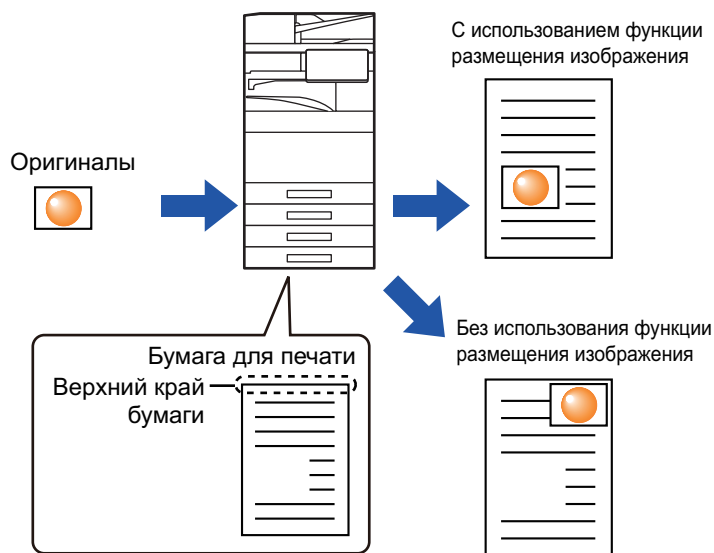 С использованием функции
размещения изображения
Оригиналы
Без использования функции
размещения изображения
Бумага для печати
Верхний край
бумаги